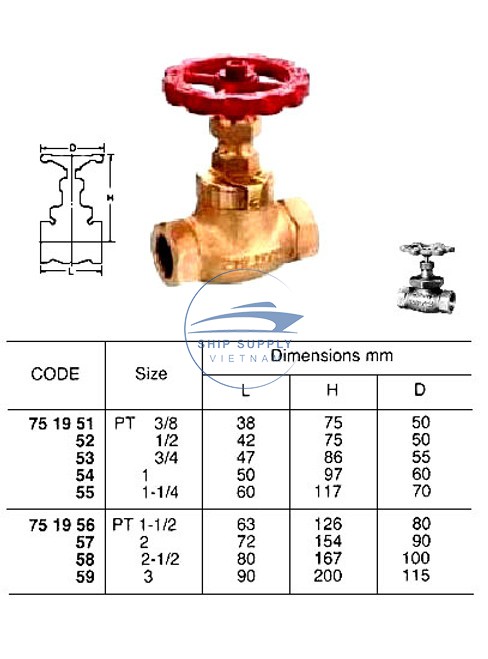 D
H
L
SHIP SUPPLY
VIETNAM
Dimensions mm
CODE Size L H D
75 19 51 PT 3/8 38 75 50
52 1/2 42 75 50
53 3/4 47 86 55
54 1 50 97 60
55 1-1/4 60 117 70
75 19 56 PT 1-1/2 63 126 80
57 2 72 154 90
58 2-1/2 80 167 100
59 3 90 200 115